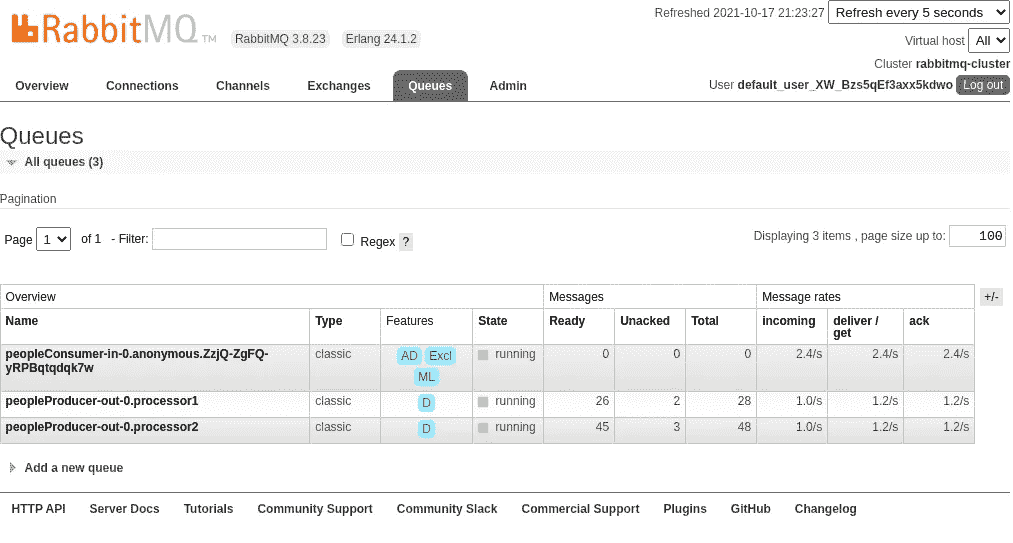 RabbitMQ TM RabbitMQ 3.8.23 Erlang 24.1.2
Refreshed 2021-10-17 21:23:27 Refresh every 5 seconds
Virtual host All
Cluster rabbitmq-cluster
User default_user_XW_Bzs5qEf3axx5kdwo Log out
Overview Connections Channels Exchanges Queues Admin
Queues
All queues (3)
Pagination
Page 1 of 1 - Filter: Regex ? Displaying 3 items , page size up to: 100
Overview Messages Message rates +/-
Name Type Features State Ready Unacked Total incoming deliver / get ack
peopleConsumer-in-0.anonymous.ZzjQ-ZgFQ- classic AD Excl running 0 0 0 2.4/s 2.4/s 2.4/s
yRPBqtqdqk7w ML
peopleProducer-out-0.processor1 classic D running 26 2 28 1.0/s 1.2/s 1.2/s
peopleProducer-out-0.processor2 classic D running 45 3 48 1.0/s 1.2/s 1.2/s
Add a new queue
HTTP API Server Docs Tutorials Community Support Community Slack Commercial Support Plugins GitHub Changelog